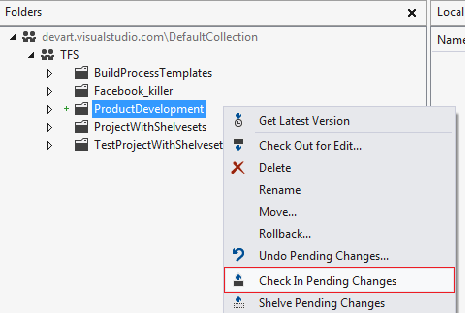 Folders
Local
Name
devart.visualstudio.com\DefaultCollection
TFS
BuildProcessTemplates
Facebook_killer
ProductDevelopment
ProjectWithShelvesets
TestProjectWithShelveset
Get Latest Version
Check Out for Edit...
Delete
Rename
Move...
Rollback...
Undo Pending Changes...
Check In Pending Changes
Shelve Pending Changes